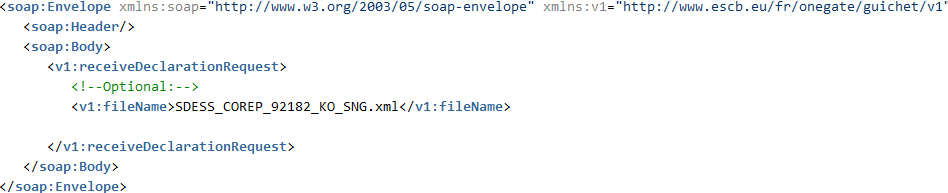 <soap:Envelope xmlns:soap="http://www.w3.org/2003/05/soap-envelope" xmlns:v1="http://www.escb.eu/fr/onegate/guichet/v1"
<soap:Header/>
<soap:Body>
<v1:receiveDeclarationRequest>
<!--Optional:-->
<v1:fileName>SDESS_COREP_92182_KO_SNG.xml</v1:fileName>
</v1:receiveDeclarationRequest>
</soap:Body>
</soap:Envelope>